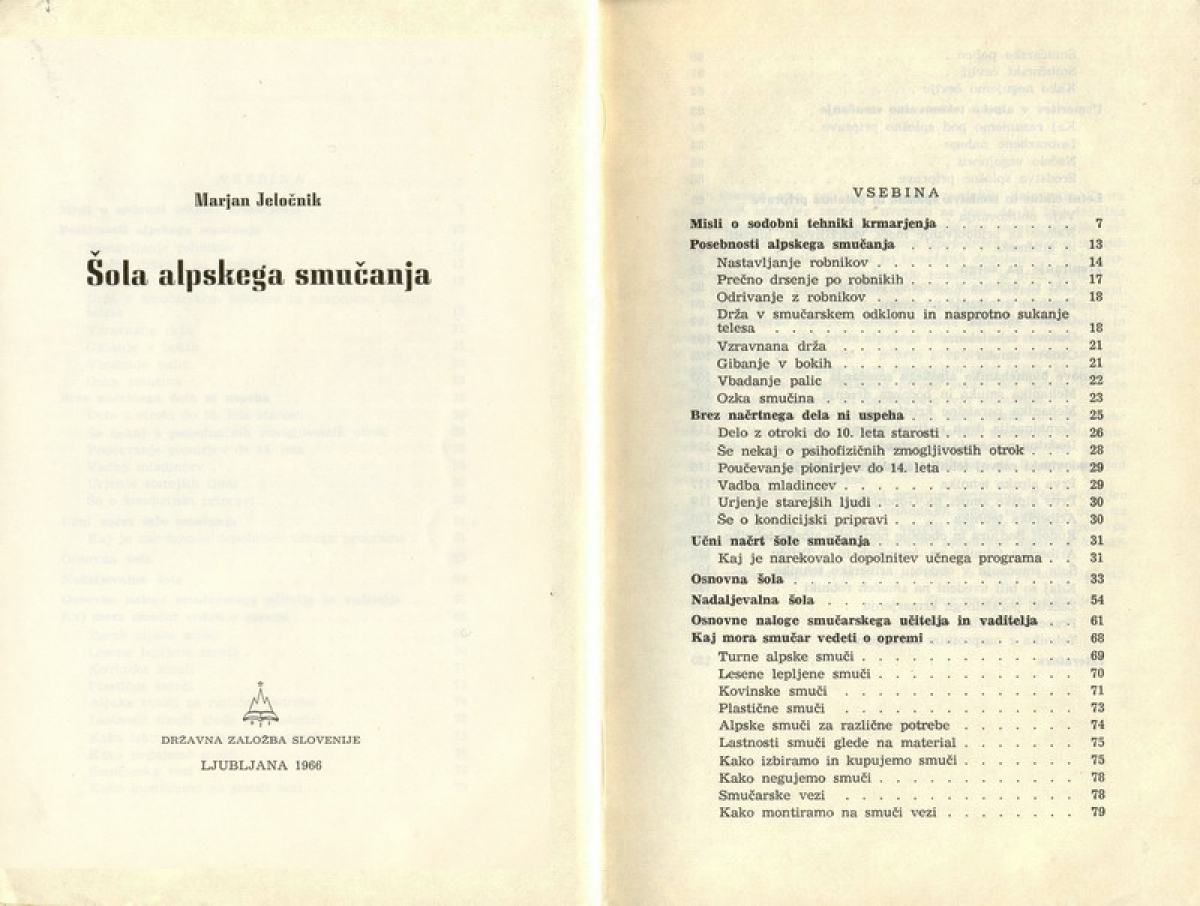 Marjan Jeločnik
Šola alpskega smučanja
DRŽAVNA ZALOŽBA SLOVENIJE
LJUBLJANA 1966
VSEBINA
Misli o sodobni tehniki krmarjenja . . . . . . . . 7
Posebnosti alpskega smučanja . . . . . . . . . . 13
Nastavljanje robnikov . . . . . . . . . . . 14
Prečno drsenje po robnikih . . . . . . . . . 17
Odrivanje z robnikov . . . . . . . . . . . 18
Drža v smučarskem odklonu in nasprotno sukanje
telesa . . . . . . . . . . . . . . . 18
Vzravnana drža . . . . . . . . . . . . 21
Gibanje v bokih . . . . . . . . . . . . 21
Vbadanje palic . . . . . . . . . . . . 22
Ozka smučina . . . . . . . . . . . . . 23
Brez načrtnega dela ni uspeha . . . . . . . . . 25
Delo z otroki do 10. leta starosti . . . . . . . 26
Še nekaj o psihofizičnih zmogljivostih otrok . . . 28
Poučevanje pionirjev do 14. leta . . . . . . . 29
Vadba mladincev . . . . . . . . . . . . 29
Urjenje starejših ljudi . . . . . . . . . . 30
Še o kondicijski pripravi . . . . . . . . . 30
Učni načrt šole smučanja . . . . . . . . . . 31
Kaj je narekovalo dopolnitev učnega programa . . 31
Osnovna šola . . . . . . . . . . . . . . 33
Nadaljevalna šola . . . . . . . . . . . . 54
Osnovne naloge smučarskega učitelja in vaditelja . . 61
Kaj mora smučar vedeti o opremi . . . . . . . . 68
Turne alpske smuči . . . . . . . . . . . 69
Lesene lepljene smuči . . . . . . . . . . 70
Kovinske smuči . . . . . . . . . . . . 71
Plastične smuči . . . . . . . . . . . . 73
Alpske smuči za različne potrebe . . . . . . 74
Lastnosti smuči glede na material . . . . . . 75
Kako izbiramo in kupujemo smuči . . . . . . 75
Kako negujemo smuči . . . . . . . . . . 78
Smučarske vezi . . . . . . . . . . . . 78
Kako montiramo na smuči vezi . . . . . . . 79